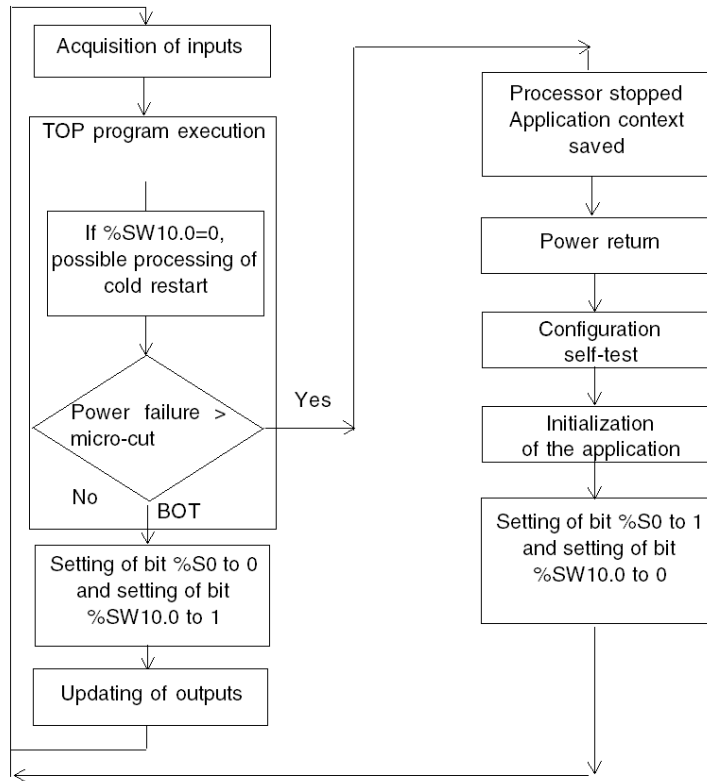 Acquisition of inputs
TOP program execution
If %SW10.0=0,
possible processing of
cold restart
Power failure >
micro-cut
Yes
No
BOT
Setting of bit %S0 to 0
and setting of bit
%SW10.0 to 1
Updating of outputs
Processor stopped
Application context
saved
Power return
Configuration
self-test
Initialization
of the application
Setting of bit %S0 to 1
and setting of bit
%SW10.0 to 0